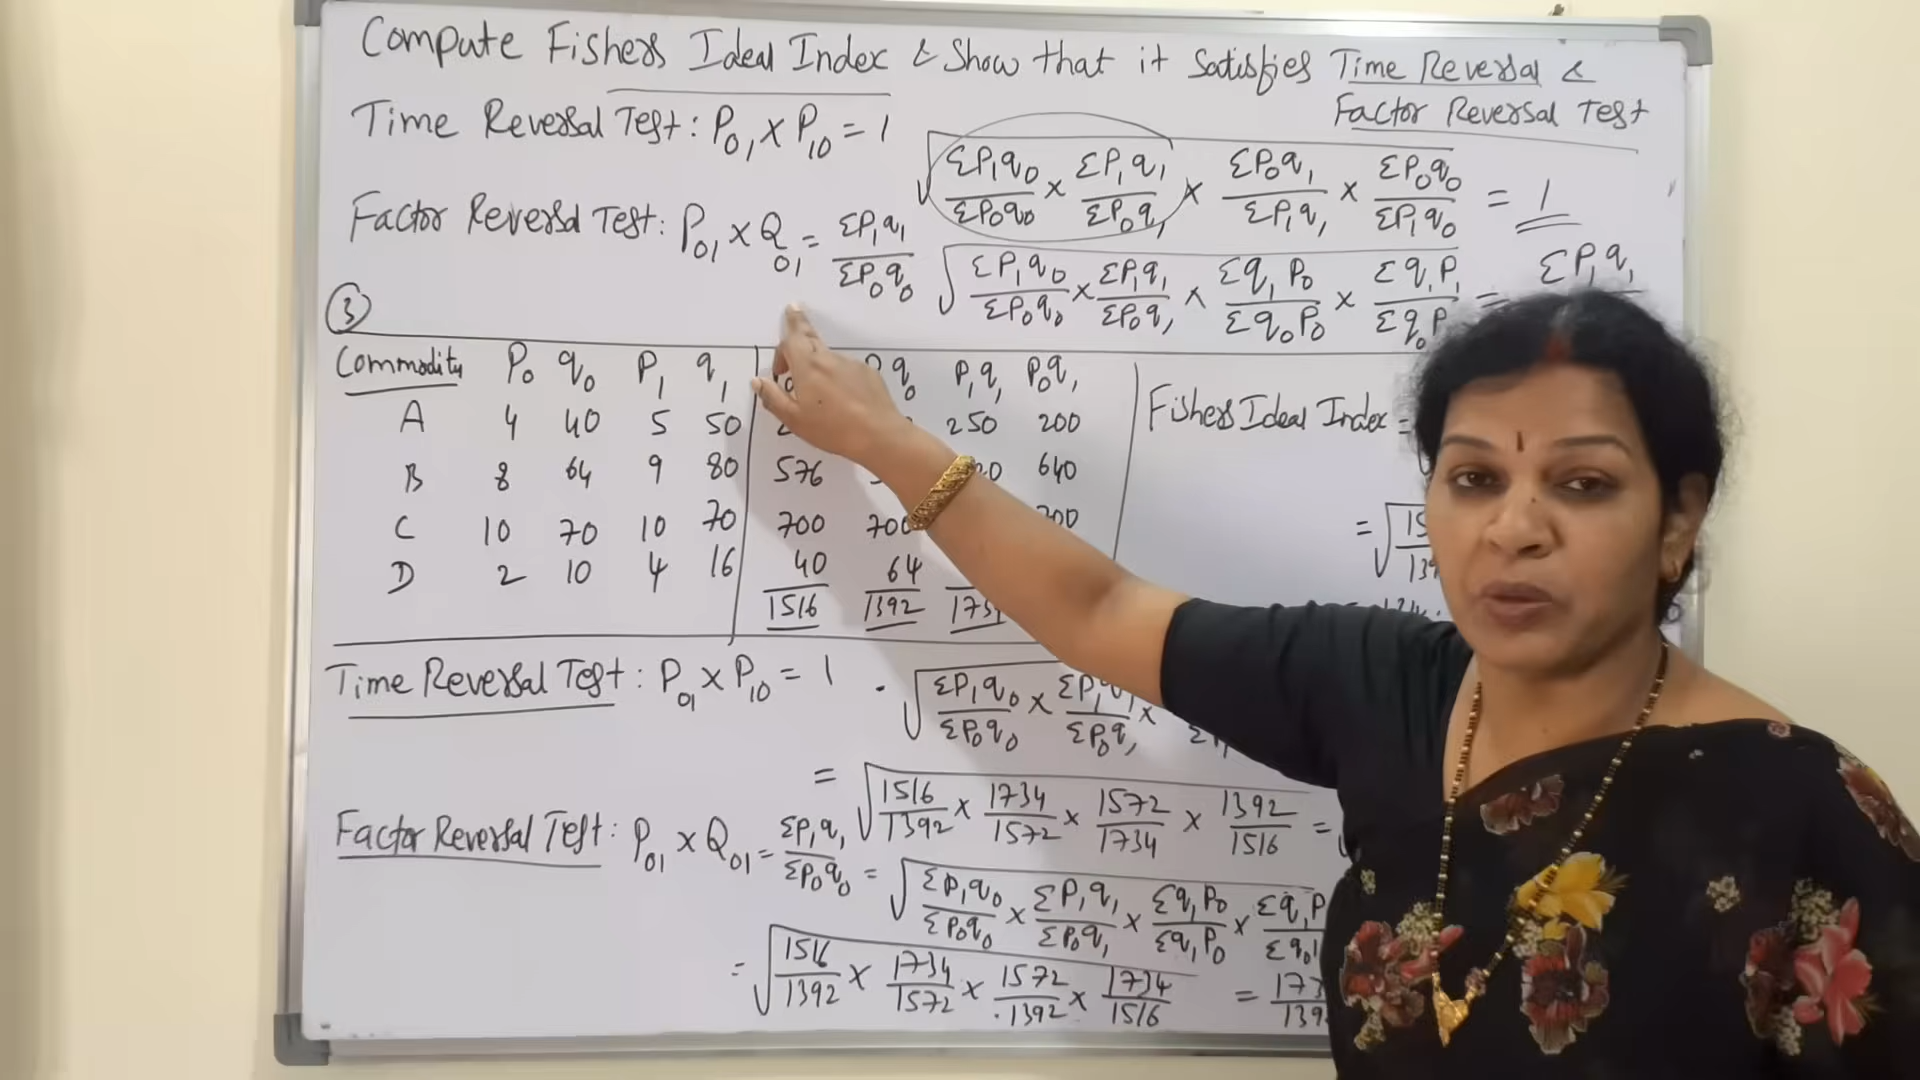 Compute Fishers Ideal Index & Show that it Satisfies Time Reversal &
Factor Reversal Test
Time Reversal Test: P₀₁ × P₁₀ = 1
√ ΣP₁q₀/ΣP₀q₀ × ΣP₁q₁/ΣP₀q₁ × ΣP₀q₁/ΣP₁q₁ × ΣP₀q₀/ΣP₁q₀ = 1
Factor Reversal Test: P₀₁ × Q₀₁ = ΣP₁q₁/ΣP₀q₀
√ ΣP₁q₀/ΣP₀q₀ × ΣP₁q₁/ΣP₀q₁ × Σq₁P₀/Σq₀P₀ × Σq₁P₁/Σq₀P = ΣP₁q₁
③
Commodity P₀ q₀ P₁ q₁ q₀ P₁q₁ P₀q₁
A 4 40 5 50 250 200
B 8 64 9 80 576 640
C 10 70 10 70 700 700
D 2 10 4 16 40 64
1516 1392
Fishers Ideal Index =
= √
Time Reversal Test: P₀₁ × P₁₀ = 1
√ ΣP₁q₀/ΣP₀q₀ × ΣP₁q₁/ΣP₀q₁ ×
= √ 1516/1392 × 1734/1572 × 1572/1734 × 1392/1516 =
Factor Reversal Test: P₀₁ × Q₀₁ = ΣP₁q₁/ΣP₀q₀ = √ ΣP₁q₀/ΣP₀q₀ × ΣP₁q₁/ΣP₀q₁ × Σq₁P₀/Σq₁P₀ × Σq₁P
= √ 1516/1392 × 1734/1572 × 1572/1392 × 1734/1516 =